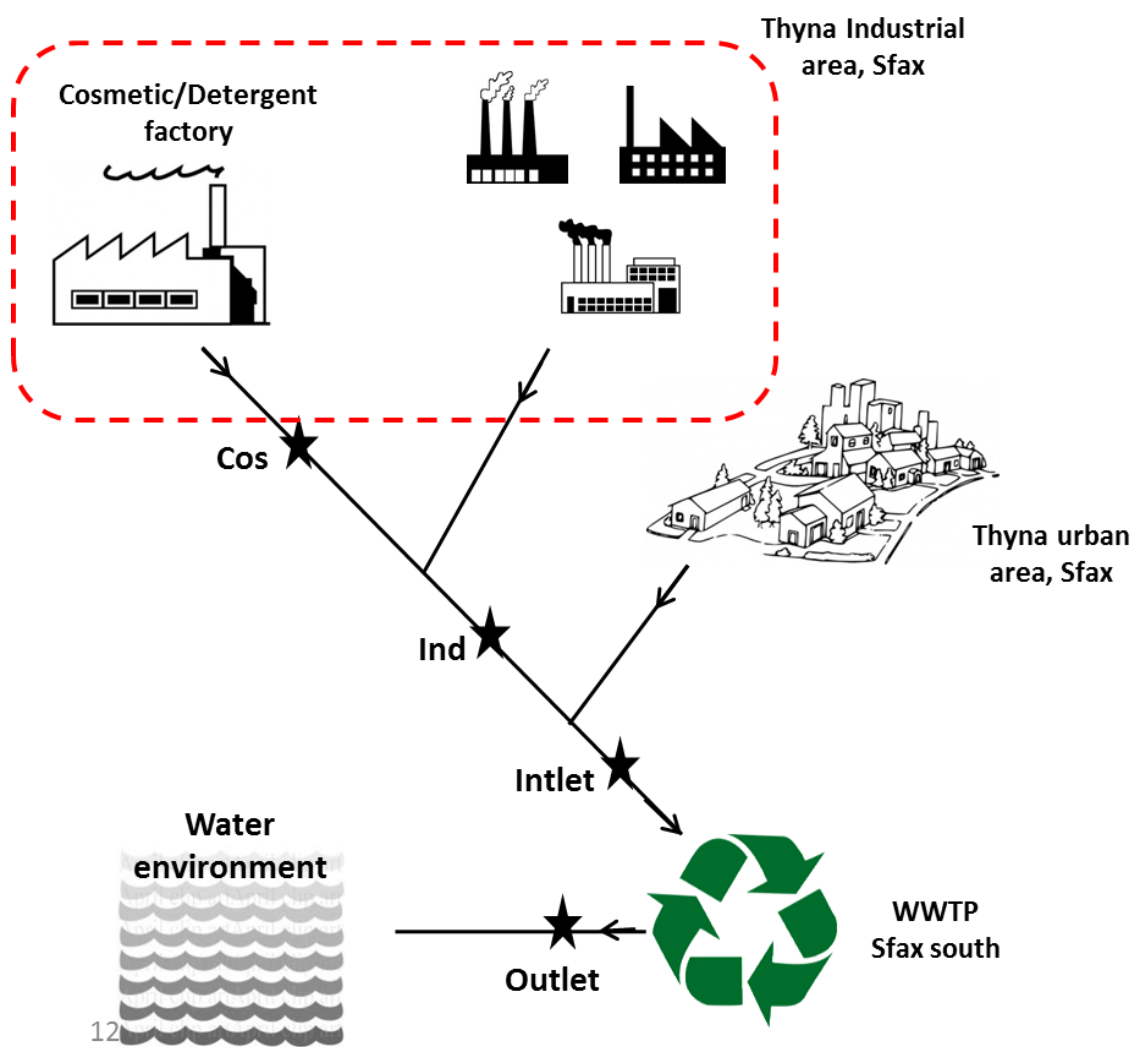 Thyna Industrial
area, Sfax
Cosmetic/Detergent
factory
Cos
Thyna urban
area, Sfax
Ind
Intlet
Water
environment
WWTP
Sfax south
Outlet
12